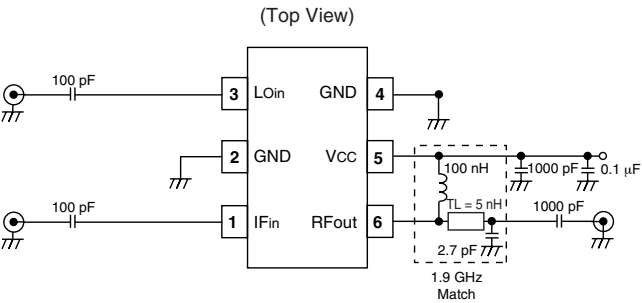 (Top View)
100 pF
3 LOin GND 4
2 GND VCC 5
100 nH 1000 pF 0.1 μF
100 pF
1 IFin RFout 6
TL = 5 nH 1000 pF
2.7 pF
1.9 GHz
Match